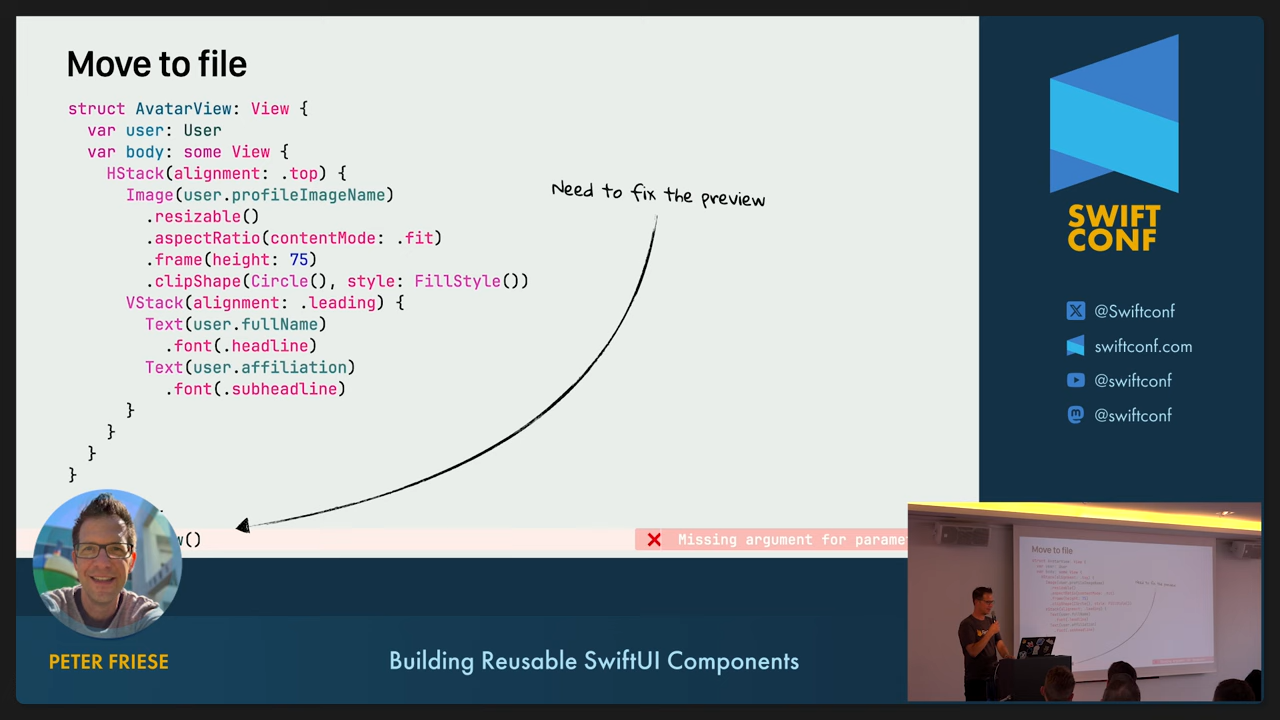 Move to file
struct AvatarView: View {
var user: User
var body: some View {
HStack(alignment: .top) {
Image(user.profileImageName)
.resizable()
.aspectRatio(contentMode: .fit)
.frame(height: 75)
.clipShape(Circle(), style: FillStyle())
VStack(alignment: .leading) {
Text(user.fullName)
.font(.headline)
Text(user.affiliation)
.font(.subheadline)
}
}
}
}
Need to fix the preview
w()
Missing argument for parame
SWIFT
CONF
@Swiftconf
swiftconf.com
@swiftconf
@swiftconf
PETER FRIESE
Building Reusable SwiftUI Components
Move to file